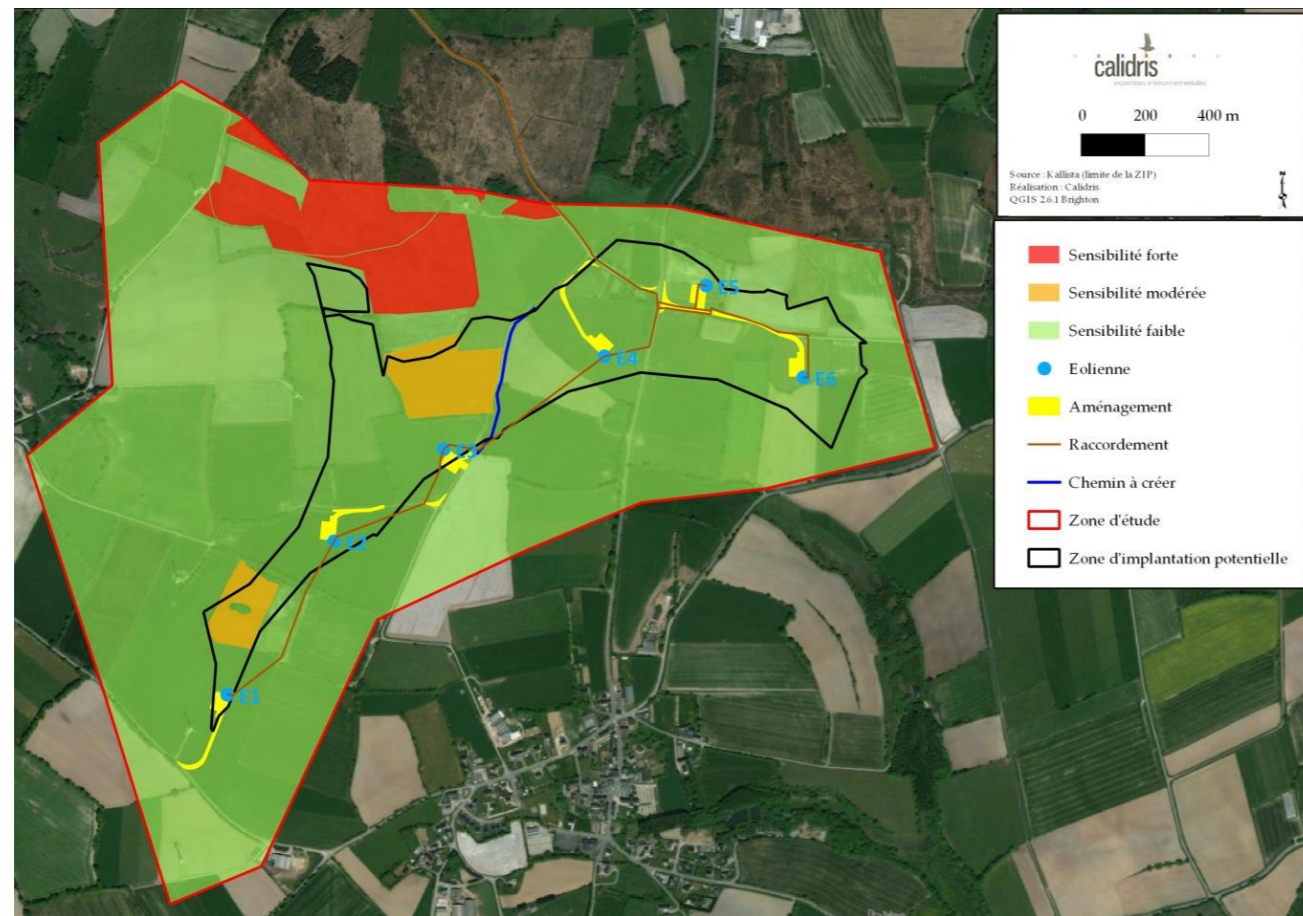 calidris
expertises environnementales
0 200 400 m
Source : Kallista (limite de la ZIP)
Réalisation : Calidris
QGIS 2.6.1 Brighton
N
Sensibilité forte
Sensibilité modérée
Sensibilité faible
Eolienne
Aménagement
Raccordement
Chemin à créer
Zone d'étude
Zone d'implantation potentielle
E5
E4
E6
E3
E2
E1